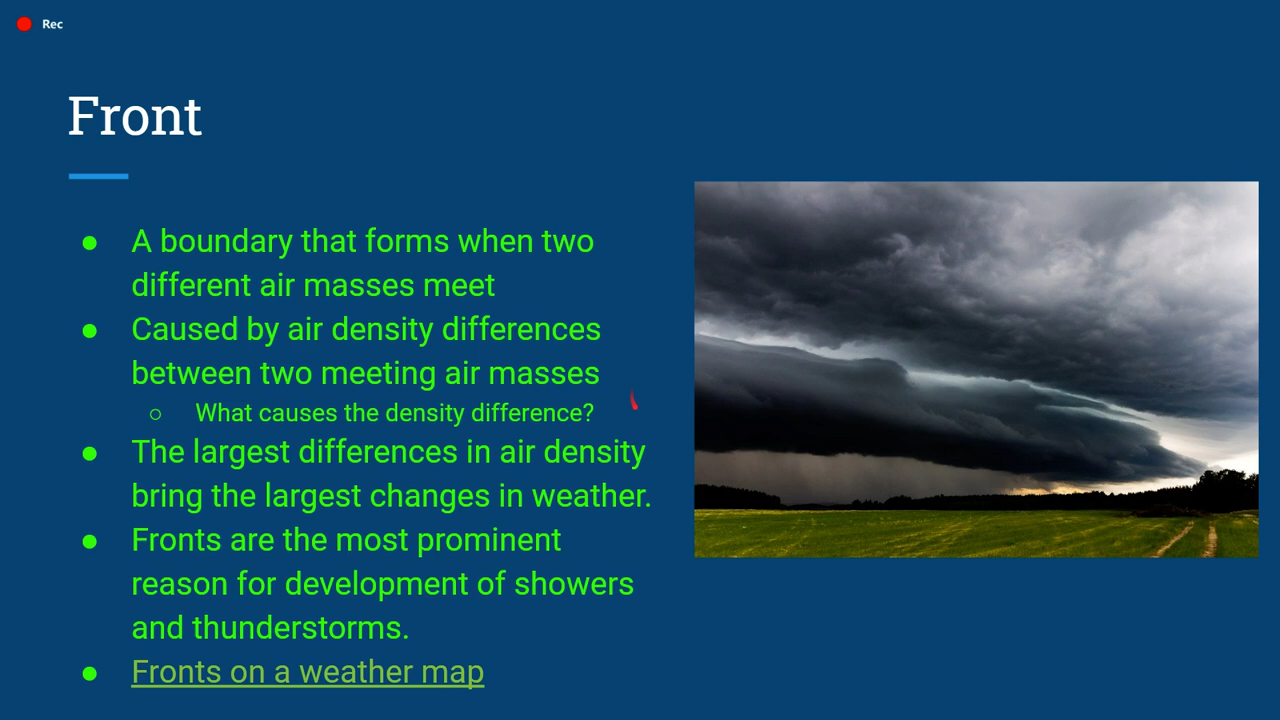 Rec
Front
● A boundary that forms when two
different air masses meet
● Caused by air density differences
between two meeting air masses
○ What causes the density difference?
● The largest differences in air density
bring the largest changes in weather.
● Fronts are the most prominent
reason for development of showers
and thunderstorms.
● Fronts on a weather map